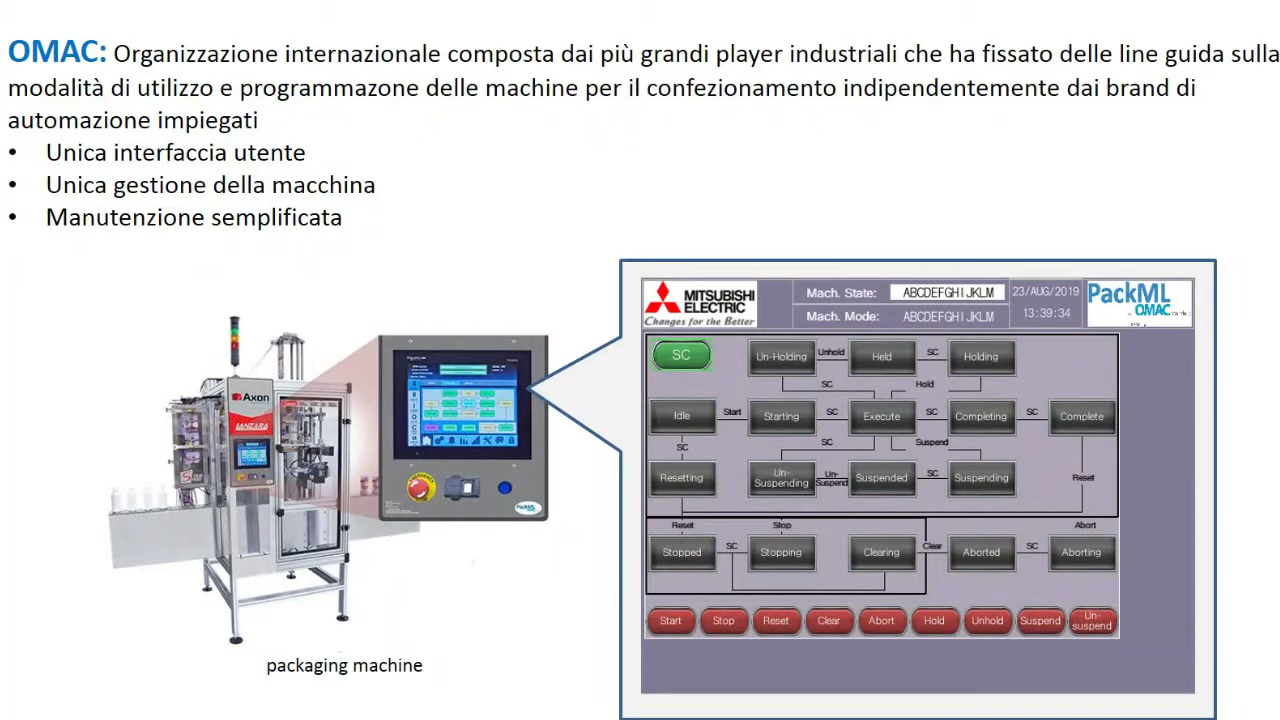 OMAC: Organizzazione internazionale composta dai più grandi player industriali che ha fissato delle line guida sulla
modalità di utilizzo e programmazone delle machine per il confezionamento indipendentemente dai brand di
automazione impiegati
• Unica interfaccia utente
• Unica gestione della macchina
• Manutenzione semplificata
Axon
LANZARA
EMERGENCY
PackML
packaging machine
MITSUBISHI
ELECTRIC
Changes for the Better
Mach. State: ABCDEFGHIJKLM
Mach. Mode: ABCDEFGHIJKLM
23/AUG/2019
13:39:34
PackML
OMAC
SC
Un-Holding Unhold Held SC Holding
SC Hold
Idle Start Starting SC Execute SC Completing SC Complete
SC SC Suspend
Resetting Un-Suspending Un-Suspend Suspended SC Suspending Reset
Reset Stop Abort
Stopped SC Stopping Clearing Clear Aborted SC Aborting
Start Stop Reset Clear Abort Hold Unhold Suspend Un-suspend